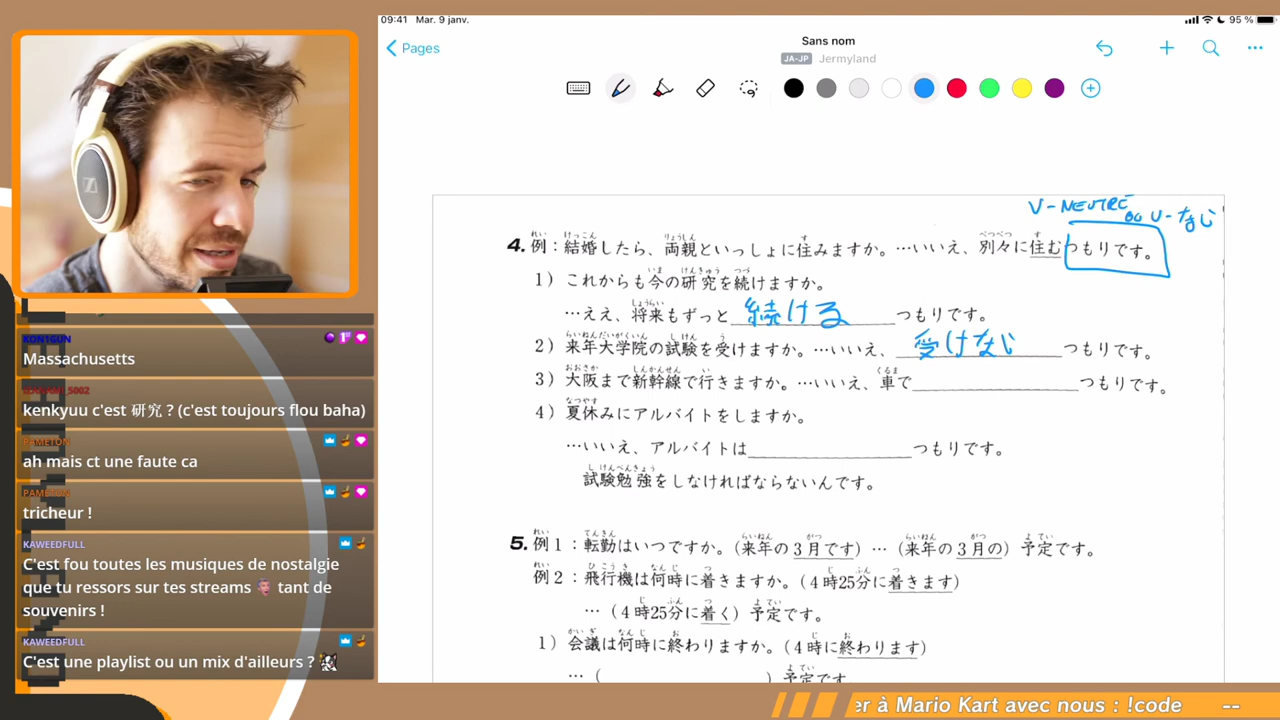 09:41 Mar. 9 janv.
95 %
Pages
Sans nom
JA-JP Jermyland
V-NEUTRE
OU V-ない
4. 例：結婚したら、両親といっしょに住みますか。…いいえ、別々に住むつもりです。
1) これからも今の研究を続けますか。
…ええ、将来もずっと 続ける つもりです。
2) 来年大学院の試験を受けますか。…いいえ、 受けない つもりです。
3) 大阪まで新幹線で行きますか。…いいえ、車で つもりです。
4) 夏休みにアルバイトをしますか。
…いいえ、アルバイトは つもりです。
試験勉強をしなければならないんです。
5. 例1：転勤はいつですか。(来年の3月です) … (来年の3月の) 予定です。
例2：飛行機は何時に着きますか。(4時25分に着きます)
… (4時25分に着く) 予定です。
1) 会議は何時に終わりますか。(4時に終わります)
… ( ) 予定です
KON1GUN
Massachusetts
kenkyuu c'est 研究 ? (c'est toujours flou baha)
PAMETON
ah mais ct une faute ca
PAMETON
tricheur !
KAWEEDFULL
C'est fou toutes les musiques de nostalgie
que tu ressors sur tes streams tant de
souvenirs !
KAWEEDFULL
C'est une playlist ou un mix d'ailleurs ?
er à Mario Kart avec nous : !code --